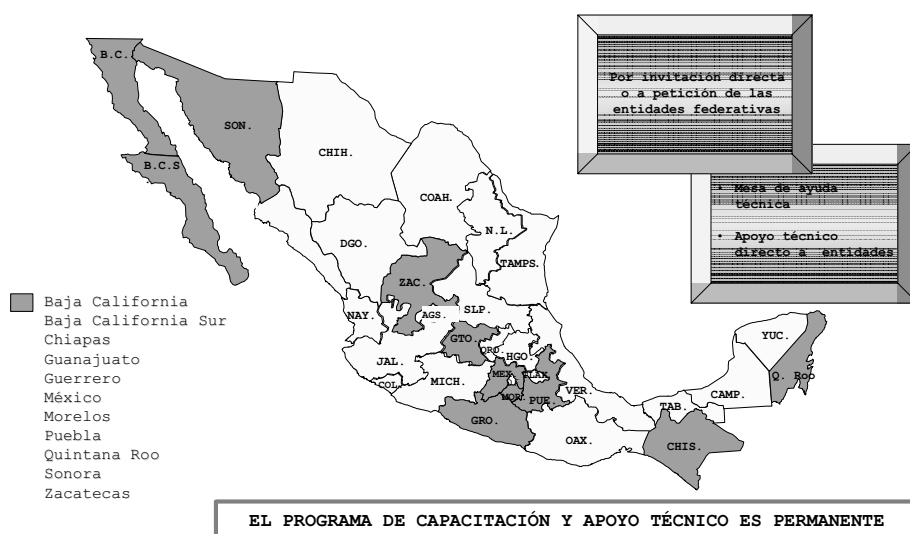 Por invitación directa
o a petición de las
entidades federativas
• Mesa de ayuda
técnica
• Apoyo técnico
directo a entidades
B.C.
SON.
B.C.S
CHIH.
COAH.
N.L.
DGO.
TAMPS.
ZAC.
SLP.
NAY.
AGS.
GTO.
QRO.
HGO.
JAL.
COL.
MICH.
MEX.
TLAX.
MOR.
PUE.
VER.
GRO.
OAX.
TAB.
CHIS.
CAMP.
YUC.
Q. Roo
Baja California
Baja California Sur
Chiapas
Guanajuato
Guerrero
México
Morelos
Puebla
Quintana Roo
Sonora
Zacatecas
EL PROGRAMA DE CAPACITACIÓN Y APOYO TÉCNICO ES PERMANENTE